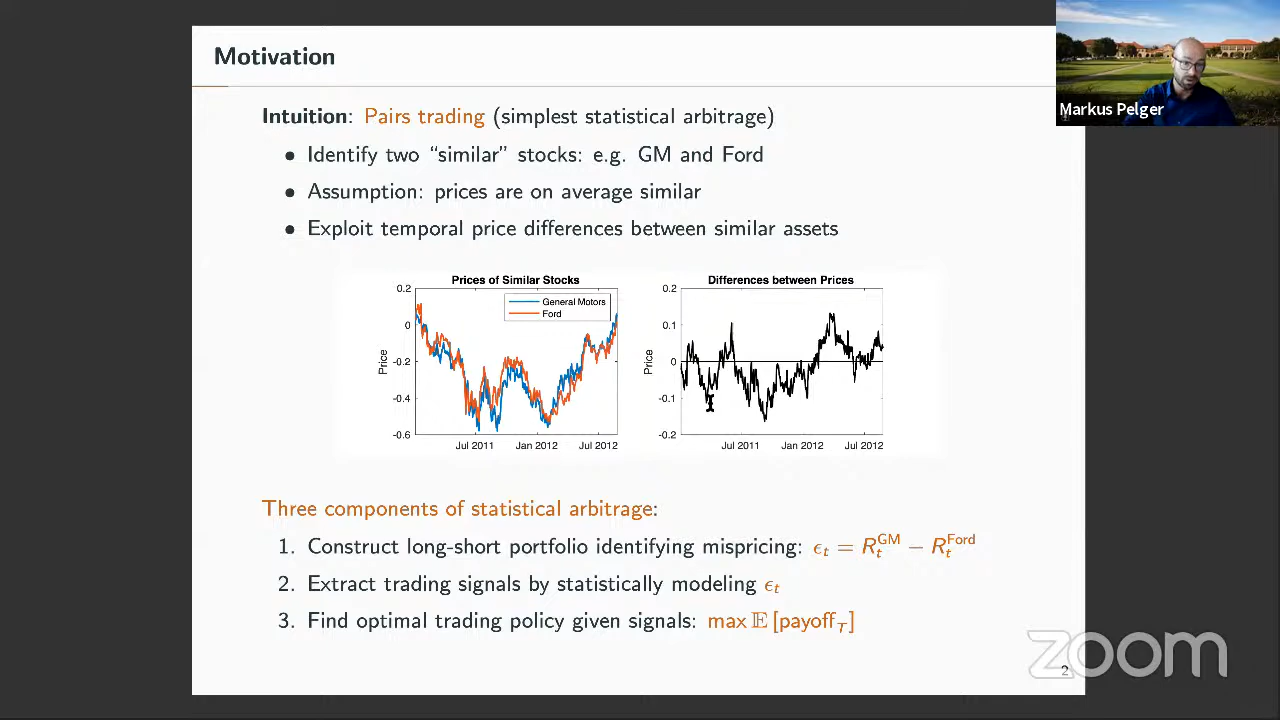 Motivation
Markus Pelger
Intuition: Pairs trading (simplest statistical arbitrage)
• Identify two “similar” stocks: e.g. GM and Ford
• Assumption: prices are on average similar
• Exploit temporal price differences between similar assets
Prices of Similar Stocks
0.2
0
-0.2
-0.4
-0.6
Price
General Motors
Ford
Jul 2011 Jan 2012 Jul 2012
Differences between Prices
0.2
0.1
0
-0.1
-0.2
Price
Jul 2011 Jan 2012 Jul 2012
Three components of statistical arbitrage:
1. Construct long-short portfolio identifying mispricing: ϵₜ = Rₜ^GM − Rₜ^Ford
2. Extract trading signals by statistically modeling ϵₜ
3. Find optimal trading policy given signals: max 𝔼 [payoff_T]
zoom
2